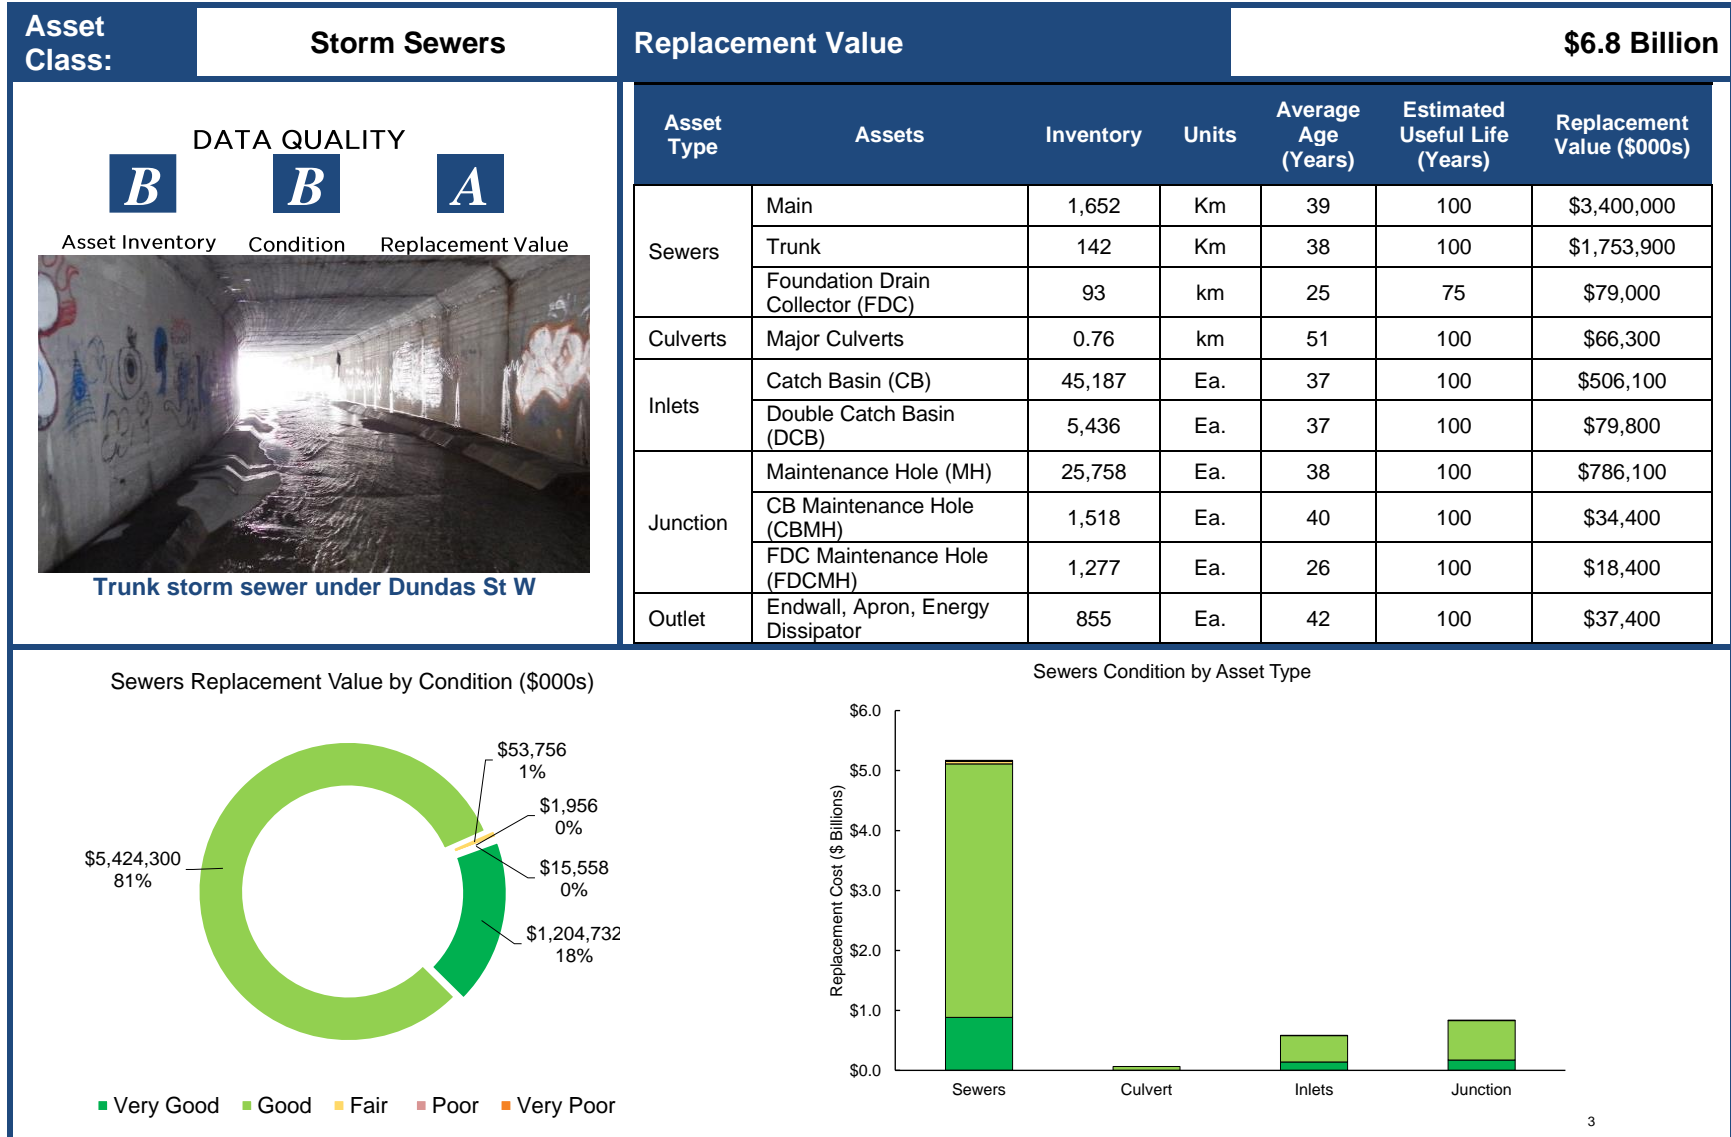 Asset
Class:
Storm Sewers
Replacement Value
$6.8 Billion
DATA QUALITY
B B A
Asset Inventory Condition Replacement Value
Trunk storm sewer under Dundas St W
Asset
Type
Assets
Inventory
Units
Average
Age
(Years)
Estimated
Useful Life
(Years)
Replacement
Value ($000s)
Sewers
Main 1,652 Km 39 100 $3,400,000
Trunk 142 Km 38 100 $1,753,900
Foundation Drain
Collector (FDC) 93 km 25 75 $79,000
Culverts Major Culverts 0.76 km 51 100 $66,300
Inlets
Catch Basin (CB) 45,187 Ea. 37 100 $506,100
Double Catch Basin
(DCB) 5,436 Ea. 37 100 $79,800
Junction
Maintenance Hole (MH) 25,758 Ea. 38 100 $786,100
CB Maintenance Hole
(CBMH) 1,518 Ea. 40 100 $34,400
FDC Maintenance Hole
(FDCMH) 1,277 Ea. 26 100 $18,400
Outlet
Endwall, Apron, Energy
Dissipator 855 Ea. 42 100 $37,400
Sewers Replacement Value by Condition ($000s)
$53,756
1%
$1,956
0%
$15,558
0%
$5,424,300
81%
$1,204,732
18%
Very Good Good Fair Poor Very Poor
Sewers Condition by Asset Type
Replacement Cost ($ Billions)
$6.0
$5.0
$4.0
$3.0
$2.0
$1.0
$0.0
Sewers Culvert Inlets Junction
3